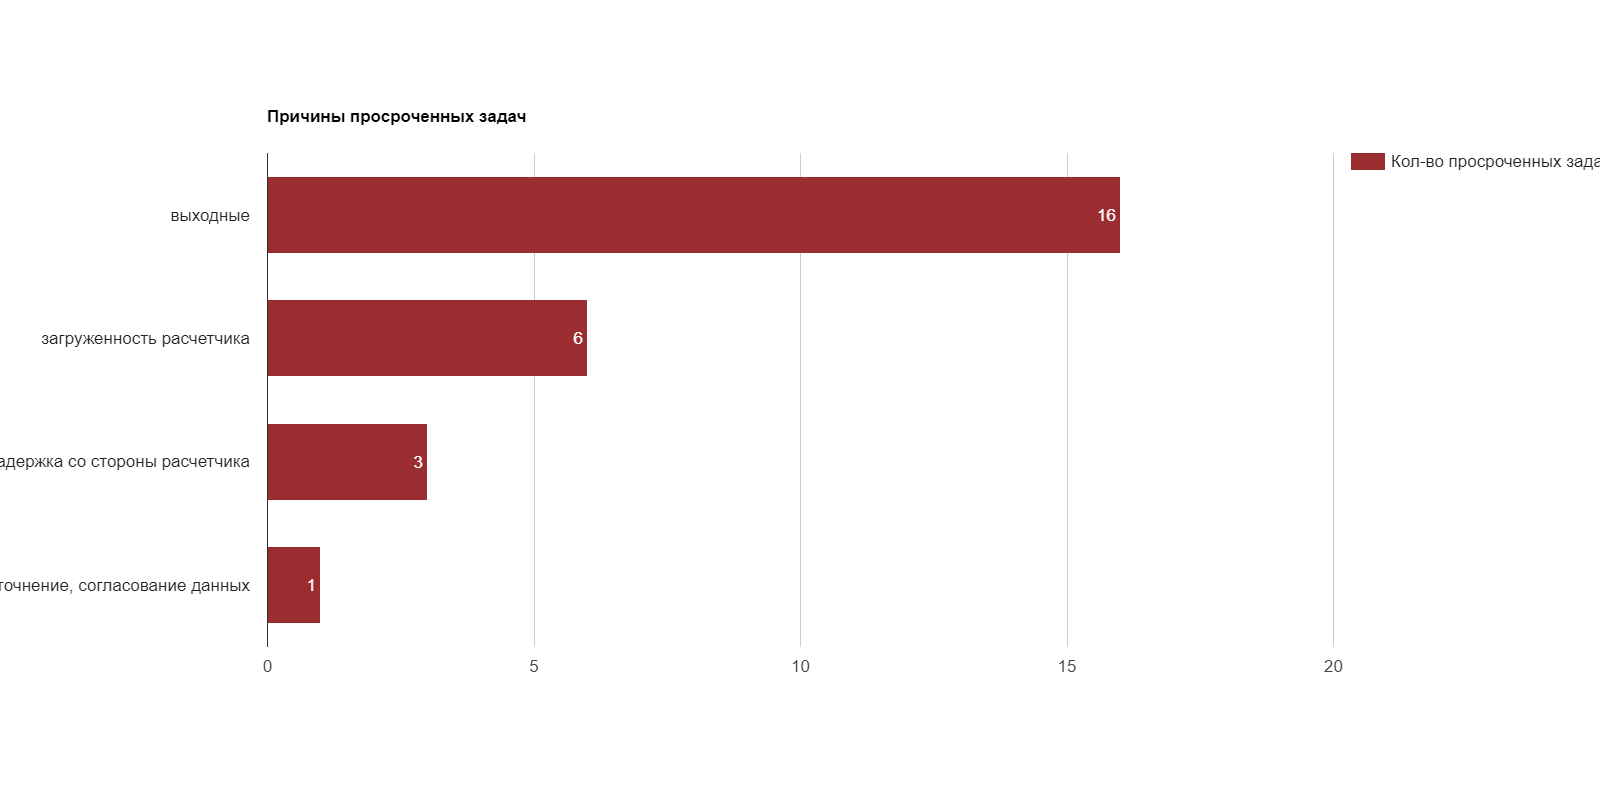 Причины просроченных задач
Кол-во просроченных зада
выходные
16
загруженность расчетчика
6
адержка со стороны расчетчика
3
точнение, согласование данных
1
0 5 10 15 20